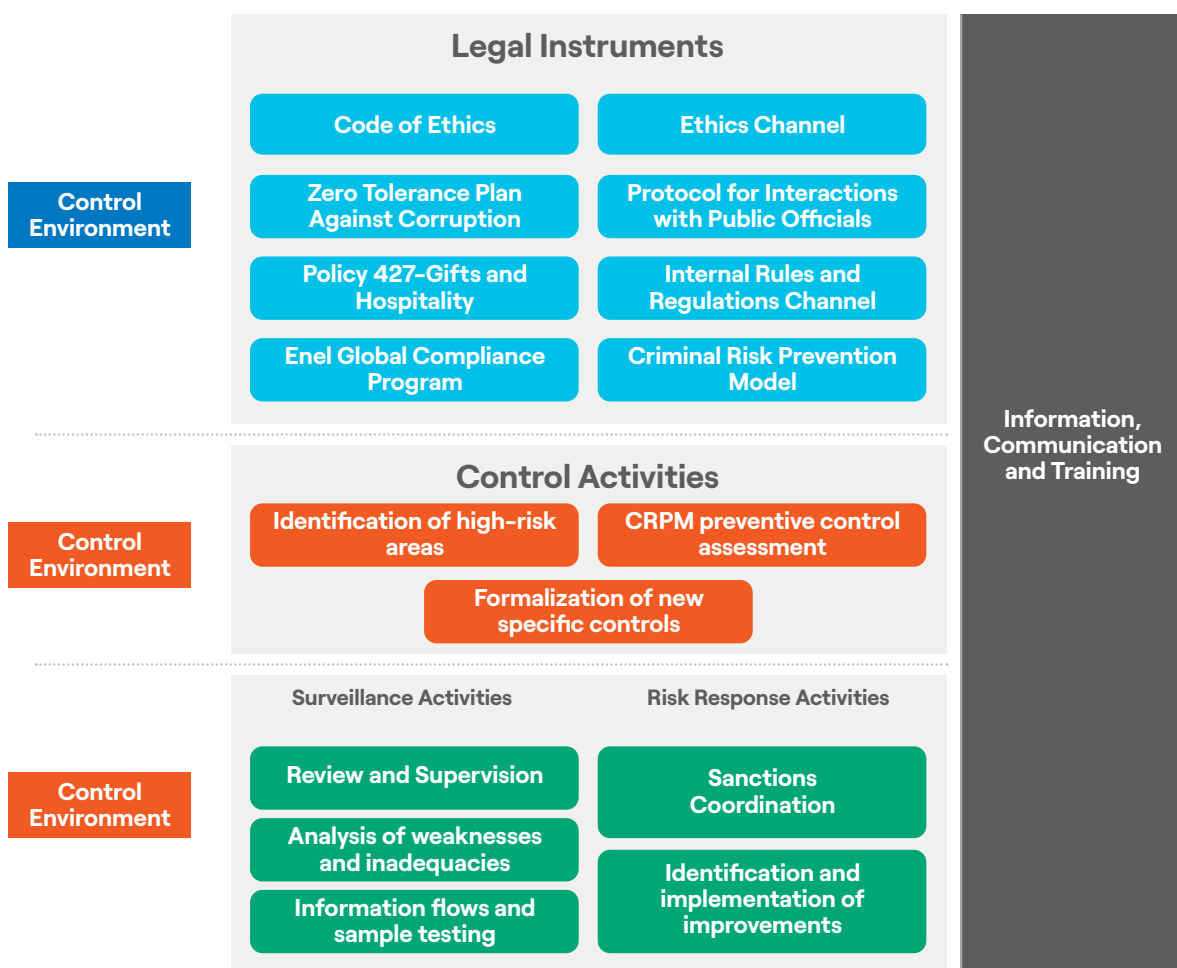 Legal Instruments
Control
Environment
Code of Ethics
Ethics Channel
Zero Tolerance Plan
Against Corruption
Protocol for Interactions
with Public Officials
Policy 427-Gifts and
Hospitality
Internal Rules and
Regulations Channel
Enel Global Compliance
Program
Criminal Risk Prevention
Model
Control Activities
Control
Environment
Identification of high-risk
areas
CRPM preventive control
assessment
Formalization of new
specific controls
Control
Environment
Surveillance Activities
Review and Supervision
Analysis of weaknesses
and inadequacies
Information flows and
sample testing
Risk Response Activities
Sanctions
Coordination
Identification and
implementation of
improvements
Information,
Communication
and Training